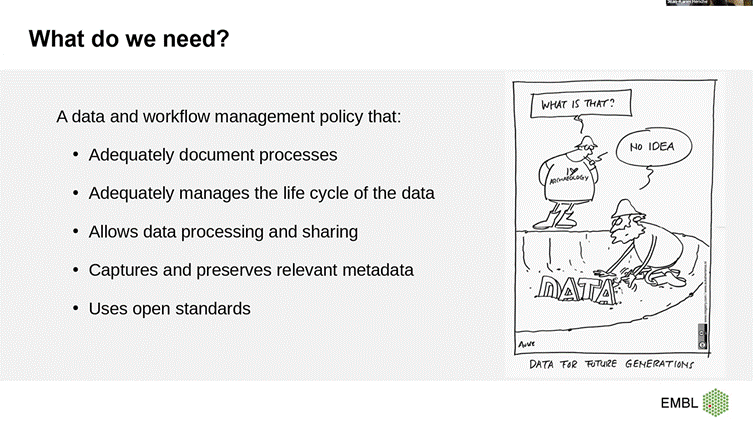 What do we need?
A data and workflow management policy that:
• Adequately document processes
• Adequately manages the life cycle of the data
• Allows data processing and sharing
• Captures and preserves relevant metadata
• Uses open standards
WHAT IS THAT?
NO IDEA
I ♥
ARCHAEOLOGY
DATA
DATA FOR FUTURE GENERATIONS
EMBL